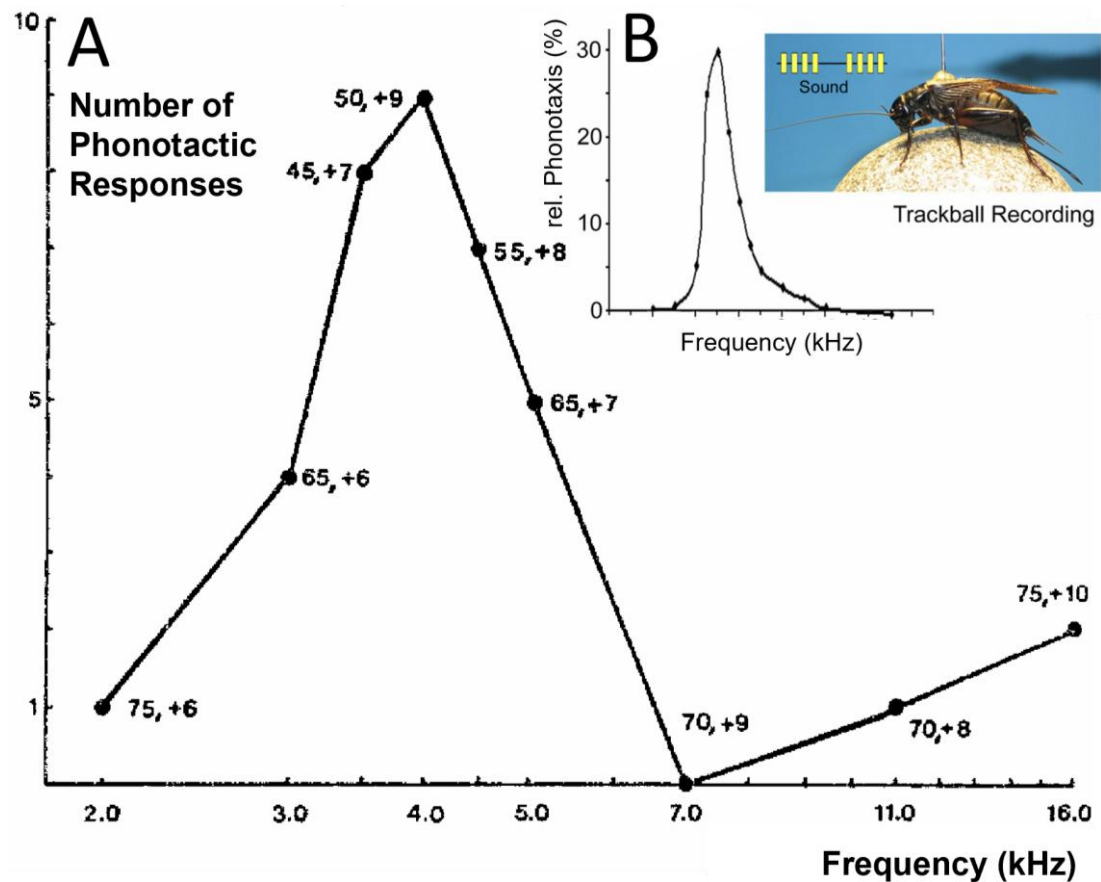 A
Number of
Phonotactic
Responses
10
5
1
75, +6
65, +6
45, +7
50, +9
55, +8
65, +7
70, +9
70, +8
75, +10
2.0
3.0
4.0
5.0
7.0
11.0
16.0
Frequency (kHz)
B
rel. Phonotaxis (%)
30
20
10
0
Frequency (kHz)
Sound
Trackball Recording